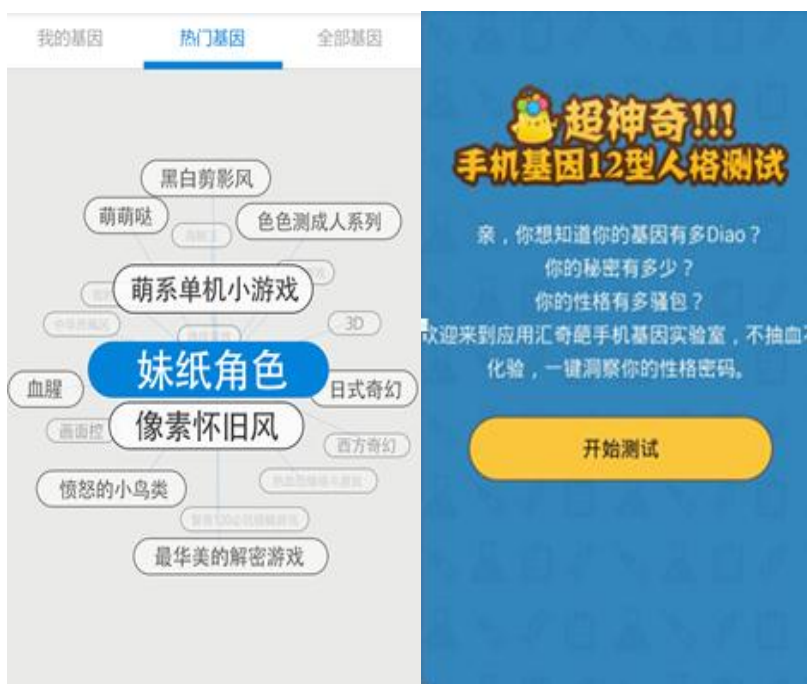 我的基因
热门基因
全部基因
黑白剪影风
萌萌哒
色色测成人系列
萌系单机小游戏
3D
妹纸角色
血腥
日式奇幻
像素怀旧风
画面控
西方奇幻
愤怒的小鸟类
最华美的解密游戏
超神奇!!!
手机基因12型人格测试
亲，你想知道你的基因有多Diao？
你的秘密有多少？
你的性格有多骚包？
欢迎来到应用汇奇葩手机基因实验室，不抽血不
化验，一键洞察你的性格密码。
开始测试